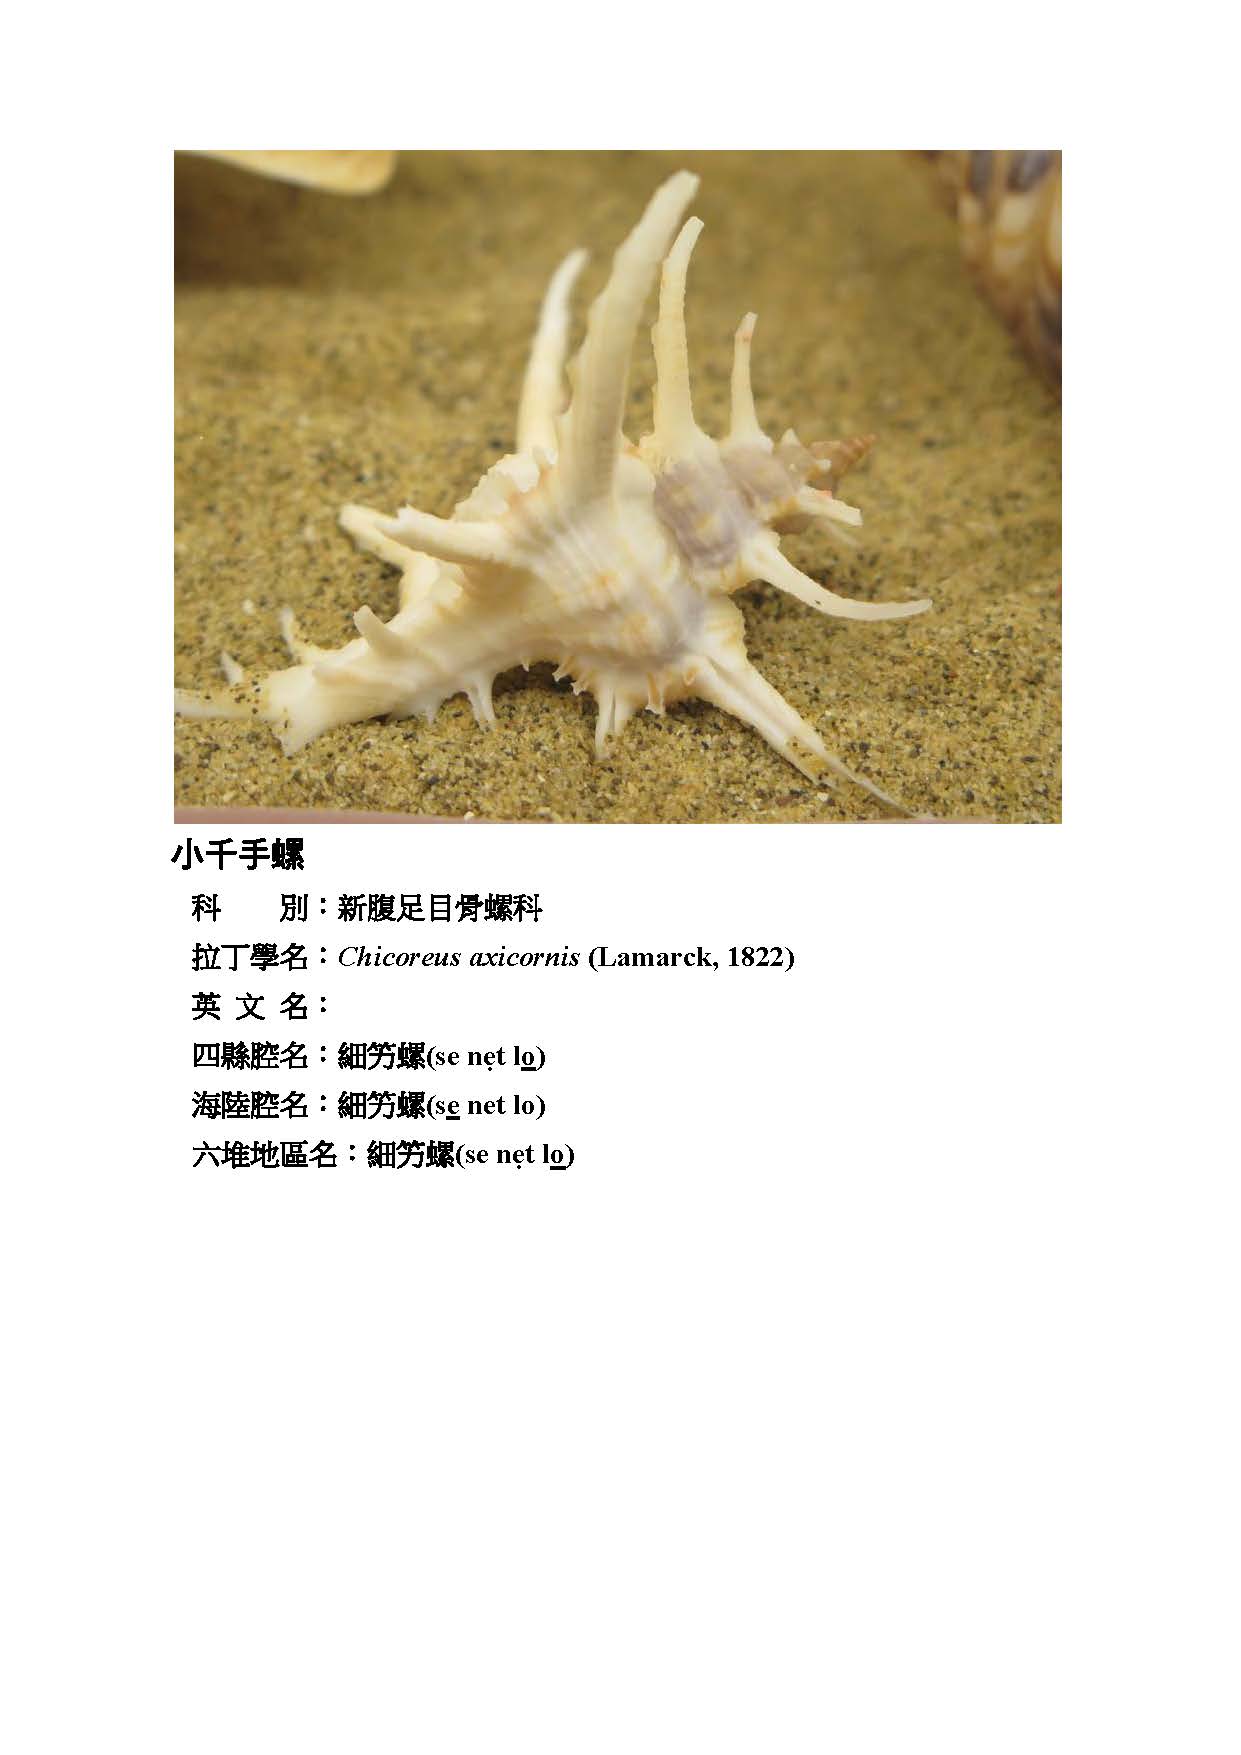 小千手螺
科　　別：新腹足目骨螺科
拉丁學名：Chicoreus axicornis (Lamarck, 1822)
英 文 名：
四縣腔名：細竻螺(se nẹt lo̲)
海陸腔名：細竻螺(se̲ net lo)
六堆地區名：細竻螺(se nẹt lo̲)